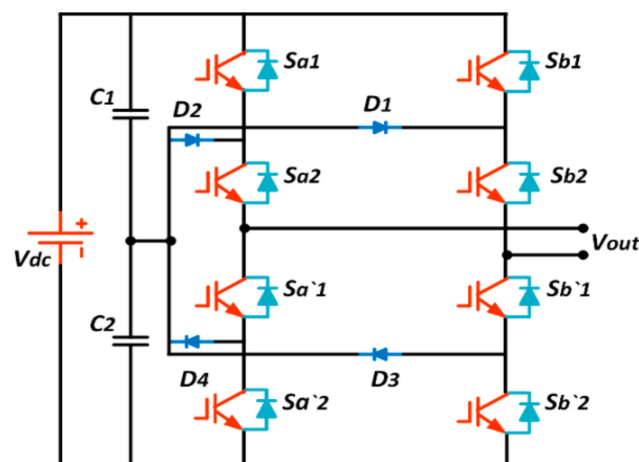 Sa1
Sb1
C1
D2
D1
Sa2
Sb2
+
Vdc
Vout
C2
Sa`1
Sb`1
D4
D3
Sa`2
Sb`2